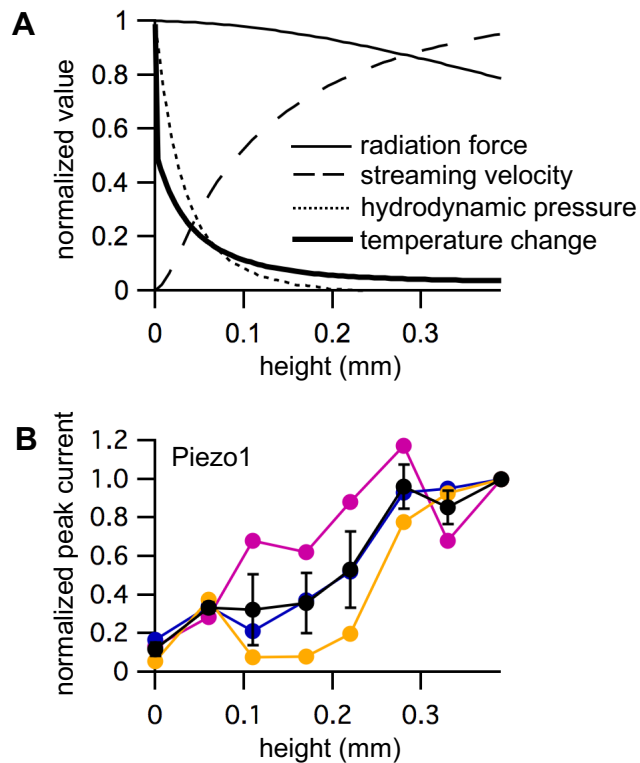 A
normalized value
1
0.8
0.6
0.4
0.2
0
radiation force
streaming velocity
hydrodynamic pressure
temperature change
0
0.1
0.2
0.3
height (mm)
B
normalized peak current
Piezo1
1.2
1.0
0.8
0.6
0.4
0.2
0
0
0.1
0.2
0.3
height (mm)